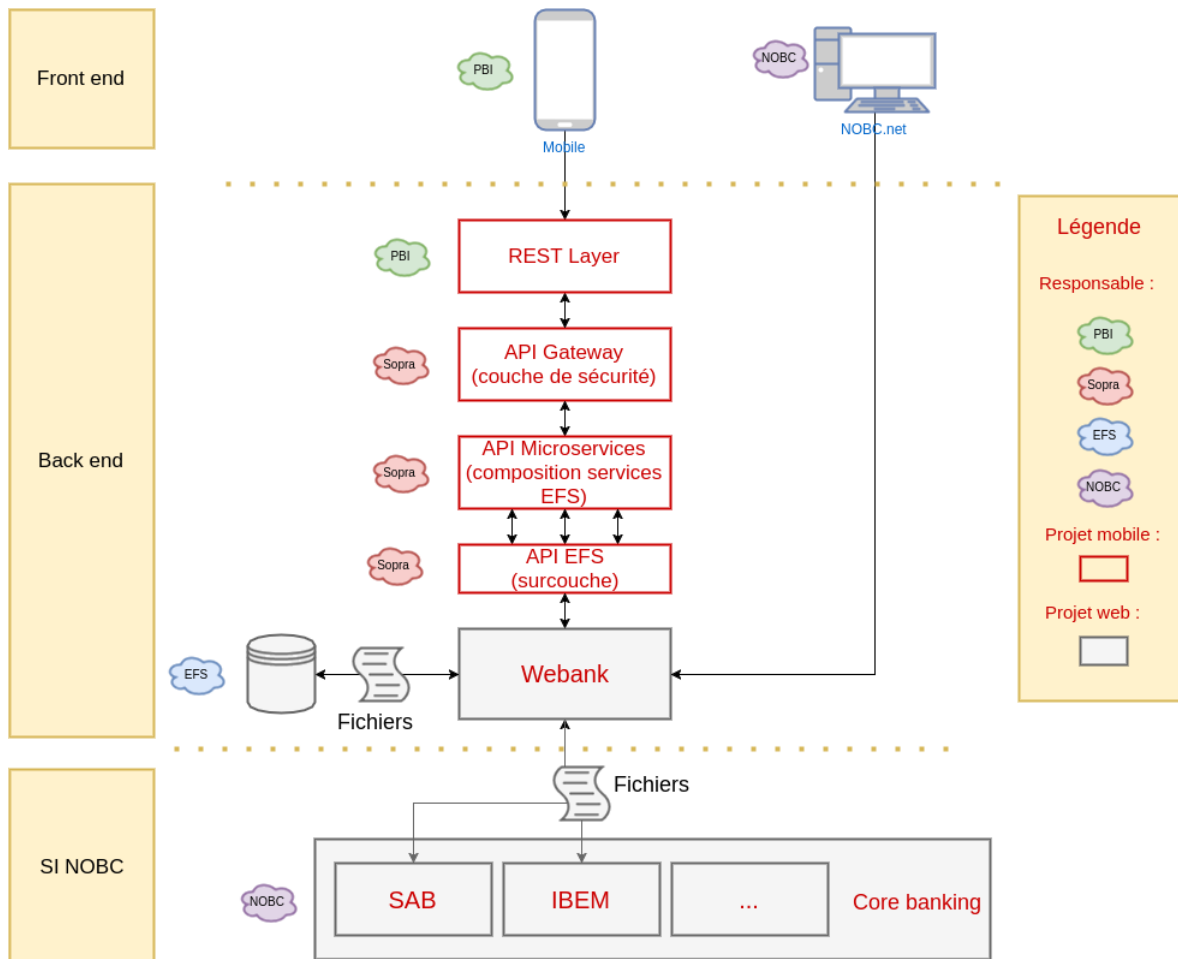 Front end
PBI
Mobile
NOBC
NOBC.net
Back end
PBI
REST Layer
Sopra
API Gateway
(couche de sécurité)
Sopra
API Microservices
(composition services
EFS)
Sopra
API EFS
(surcouche)
EFS
Fichiers
Webank
Légende
Responsable :
PBI
Sopra
EFS
NOBC
Projet mobile :
Projet web :
SI NOBC
Fichiers
NOBC
SAB
IBEM
...
Core banking